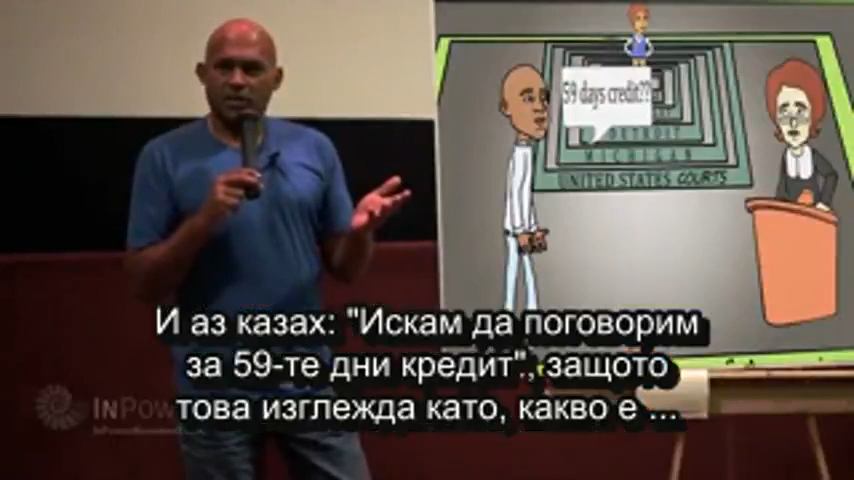 59 days credit??
DETROIT
MICHIGAN
UNITED STATES COURTS
И аз казах: "Искам да поговорим
за 59-те дни кредит"., защото
това изглежда като, какво е ...
InPow